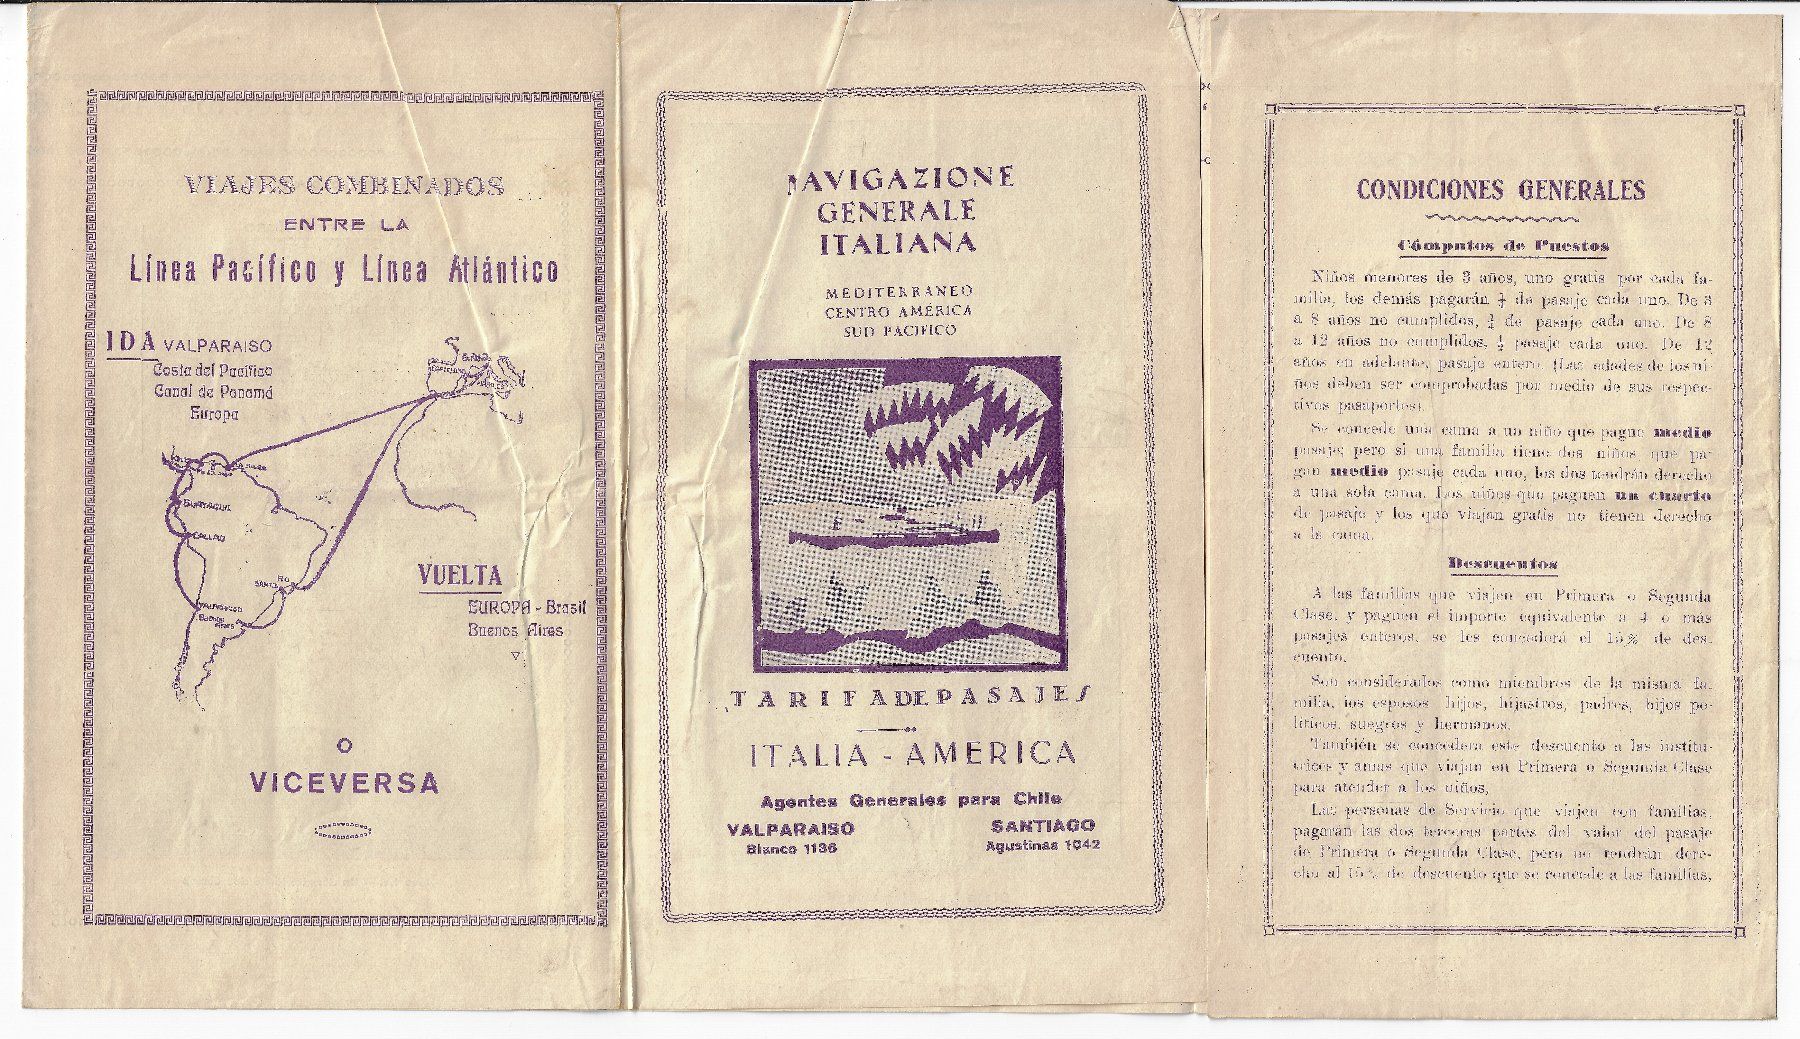 VIAJES COMBINADOS
ENTRE LA
Línea Pacífico y Línea Atlántico
IDA VALPARAISO
Costa del Pacífico
Canal de Panamá
Europa
GUAYAQUIL
CALLAO
RIO
SANTOS
VALPARAISO
BUENOS
AIRES
VUELTA
EUROPA - Brasil
Buenos Aires
O
VICEVERSA
NAVIGAZIONE
GENERALE
ITALIANA
MEDITERRANEO
CENTRO AMERICA
SUD PACIFICO
TARIFA DE PASAJES
ITALIA - AMERICA
Agentes Generales para Chile
VALPARAISO
Blanco 1136
SANTIAGO
Agustinas 1042
CONDICIONES GENERALES
Cómputos de Puestos
Niños menores de 3 años, uno gratis por cada fa-
milia, los demás pagarán ¼ de pasaje cada uno. De 3
a 8 años no cumplidos, ¼ de pasaje cada uno. De 8
a 12 años no cumplidos, ½ pasaje cada uno. De 12
años en adelante, pasaje entero. (Las edades de los ni-
ños deben ser comprobadas por medio de sus respec-
tivos pasaportes).
Se concede una cama a un niño que pague medio
pasaje; pero si una familia tiene dos niños que pa-
gan medio pasaje cada uno, los dos tendrán derecho
a una sola cama. Los niños que paguen un cuarto
de pasaje y los que viajan gratis no tienen derecho
a la cama.
Descuentos
A las familias que viajen en Primera o Segunda
Clase, y paguen el importe equivalente a 4 o más
pasajes enteros, se les concederá el 15% de des-
cuento.
Son considerados como miembros de la misma fa-
milia, los esposos hijos, hijastros, padres, hijos po-
líticos, suegros y hermanos.
También se concederá este descuento a las institu-
trices y amas que viajan en Primera o Segunda Clase
para atender a los niños.
Las personas de Servicio que viajen con familias,
pagarán las dos terceras partes del valor del pasaje
de Primera o Segunda Clase, pero no tendrán dere-
cho al 15% de descuento que se concede a las familias.